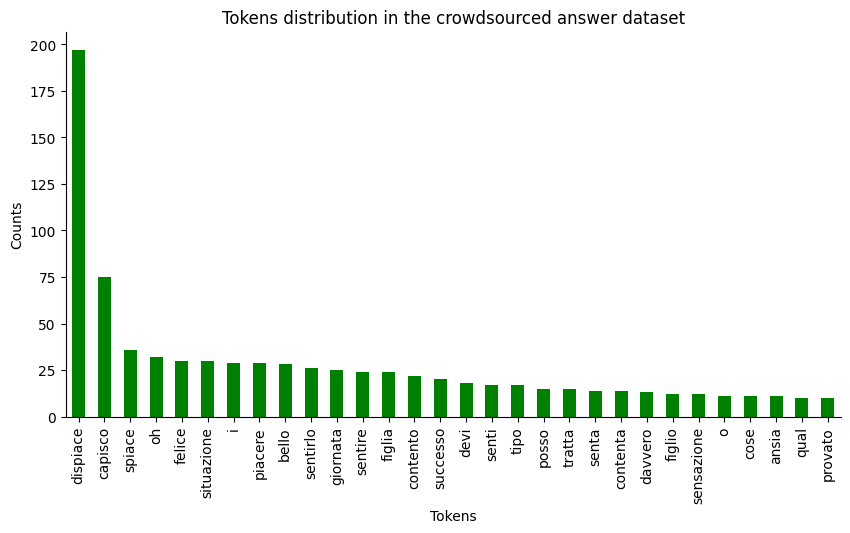 Tokens distribution in the crowdsourced answer dataset
200
175
150
125
100
75
50
25
0
Counts
dispiace
capisco
spiace
oh
felice
situazione
i
piacere
bello
sentirlo
giornata
sentire
figlia
contento
successo
devi
senti
tipo
posso
tratta
senta
contenta
davvero
figlio
sensazione
o
cose
ansia
qual
provato
Tokens